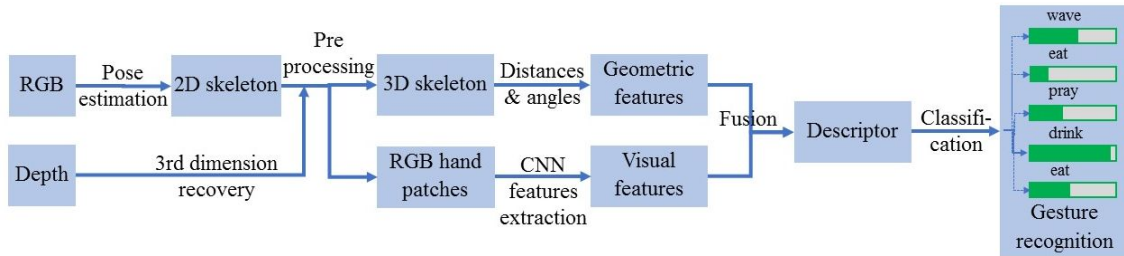 RGB
Pose
estimation
2D skeleton
Pre
processing
3D skeleton
Distances
& angles
Geometric
features
Depth
3rd dimension
recovery
RGB hand
patches
CNN
features
extraction
Visual
features
Fusion
Descriptor
Classifi-
cation
wave
eat
pray
drink
eat
Gesture
recognition